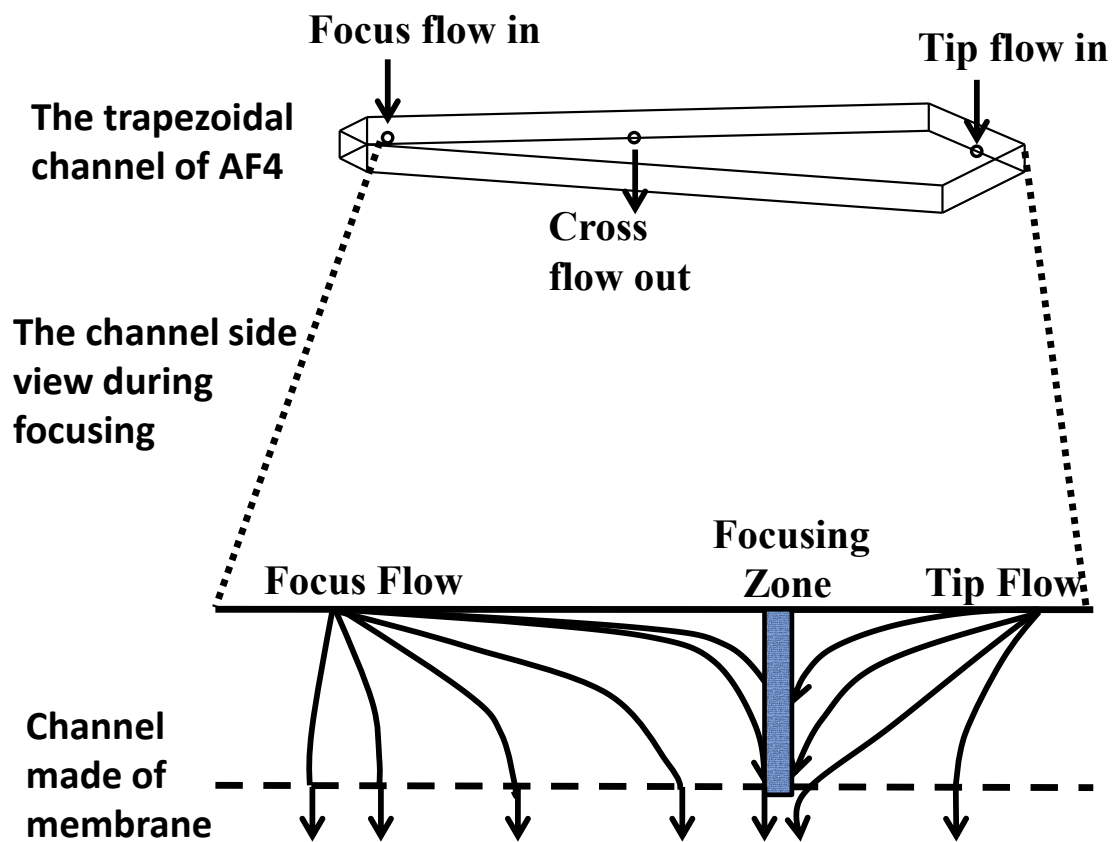 Focus flow in
Tip flow in
The trapezoidal
channel of AF4
Cross
flow out
The channel side
view during
focusing
Focusing
Zone
Focus Flow
Tip Flow
Channel
made of
membrane